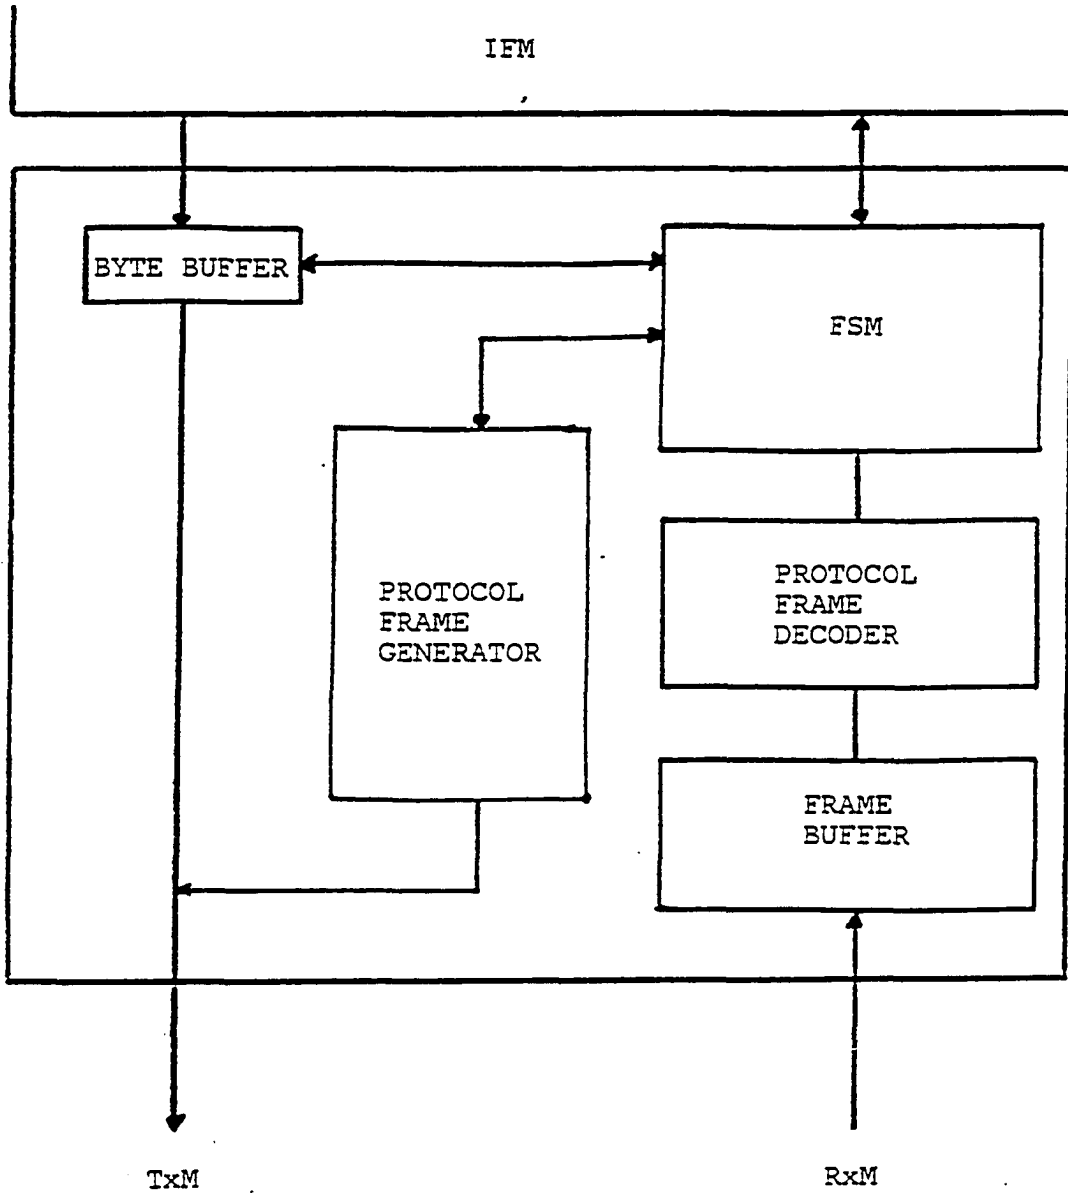 IFM
BYTE BUFFER
FSM
PROTOCOL
FRAME
GENERATOR
PROTOCOL
FRAME
DECODER
FRAME
BUFFER
TxM
RxM